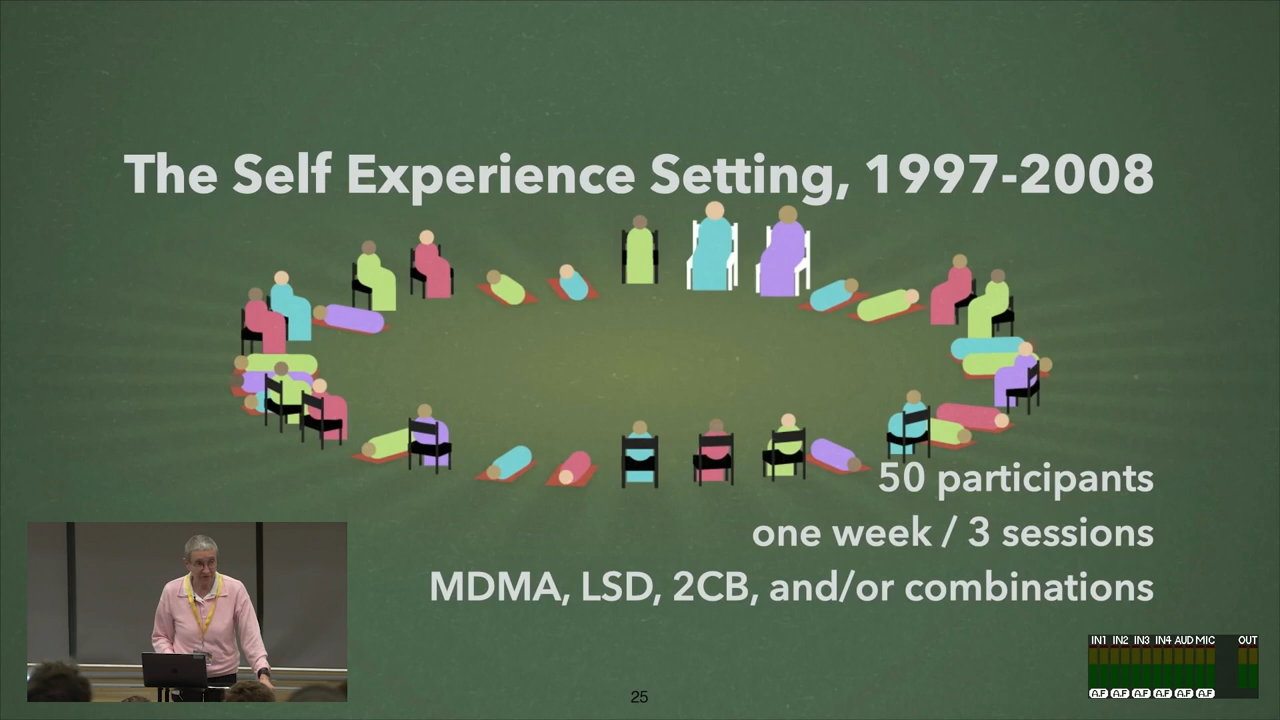 The Self Experience Setting, 1997-2008
50 participants
one week / 3 sessions
MDMA, LSD, 2CB, and/or combinations
IN1 IN2 IN3 IN4 AUD MIC OUT
A.F A.F A.F A.F A.F A.F
25